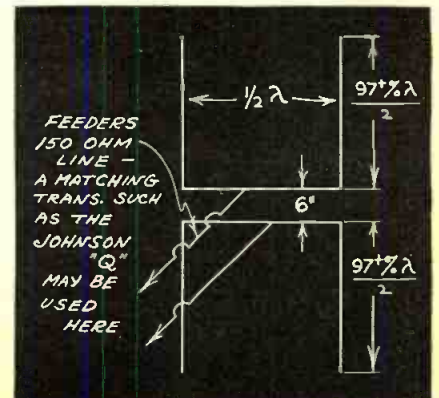 ½ λ
97⁺% λ
2
6"
97⁺% λ
2
FEEDERS
150 OHM
LINE –
A MATCHING
TRANS. SUCH
AS THE
JOHNSON
"Q"
MAY BE
USED
HERE